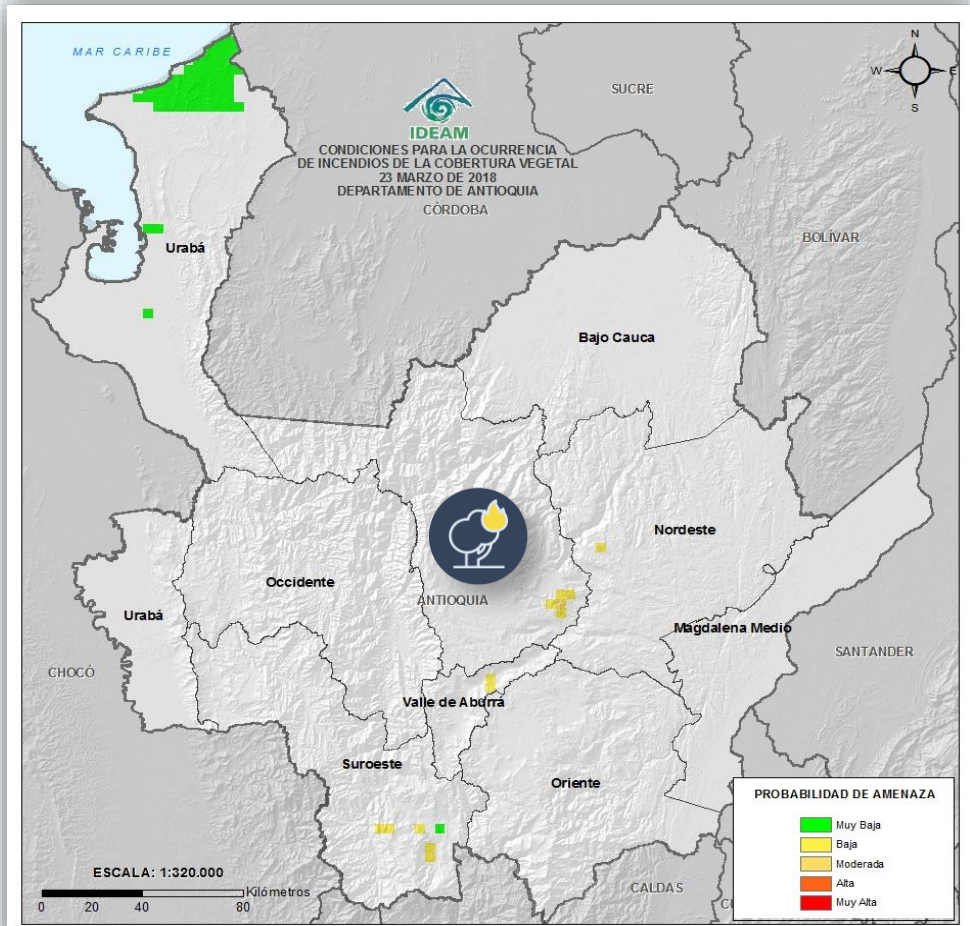 MAR CARIBE
N
W
E
S
SUCRE
IDEAM
CONDICIONES PARA LA OCURRENCIA
DE INCENDIOS DE LA COBERTURA VEGETAL
23 MARZO DE 2018
DEPARTAMENTO DE ANTIOQUIA
CÓRDOBA
BOLÍVAR
Urabá
Bajo Cauca
Nordeste
Occidente
ANTIOQUIA
Urabá
Magdalena Medio
SANTANDER
CHOCÓ
Valle de Aburrá
Suroeste
Oriente
PROBABILIDAD DE AMENAZA
Muy Baja
Baja
Moderada
Alta
Muy Alta
ESCALA: 1:320.000
Kilómetros
0 20 40 80
CALDAS